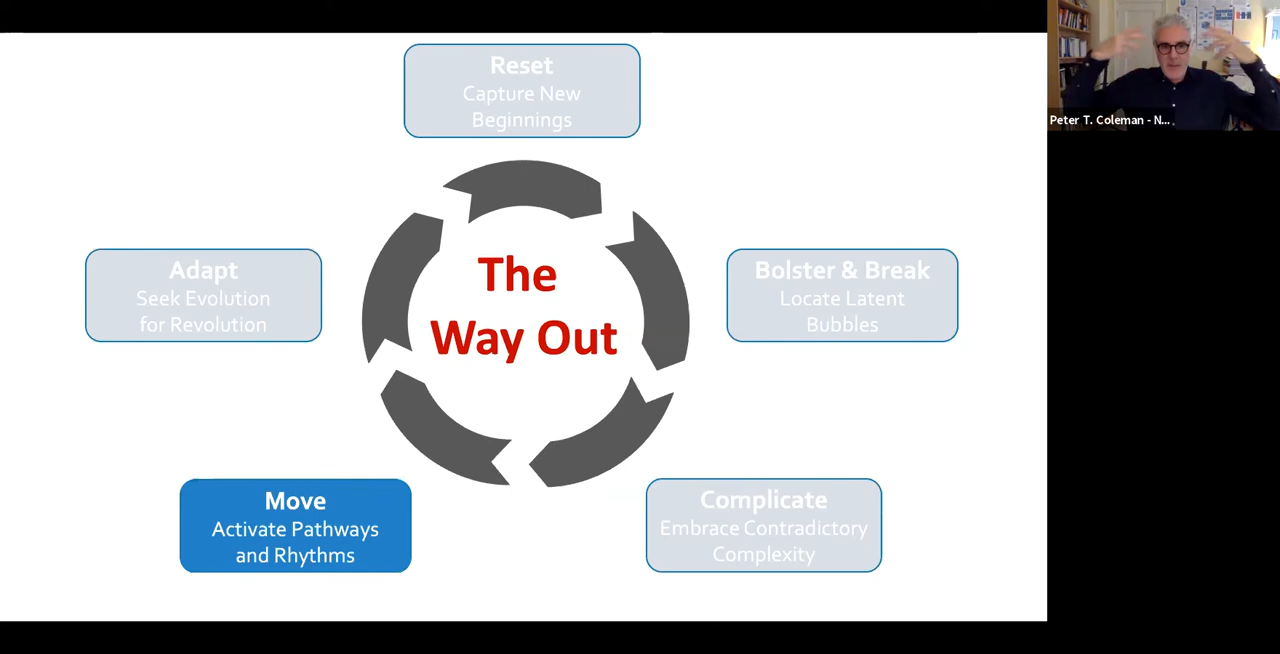 Reset
Capture New
Beginnings
Peter T. Coleman - N...
Adapt
Seek Evolution
for Revolution
The
Way Out
Bolster & Break
Locate Latent
Bubbles
Move
Activate Pathways
and Rhythms
Complicate
Embrace Contradictory
Complexity